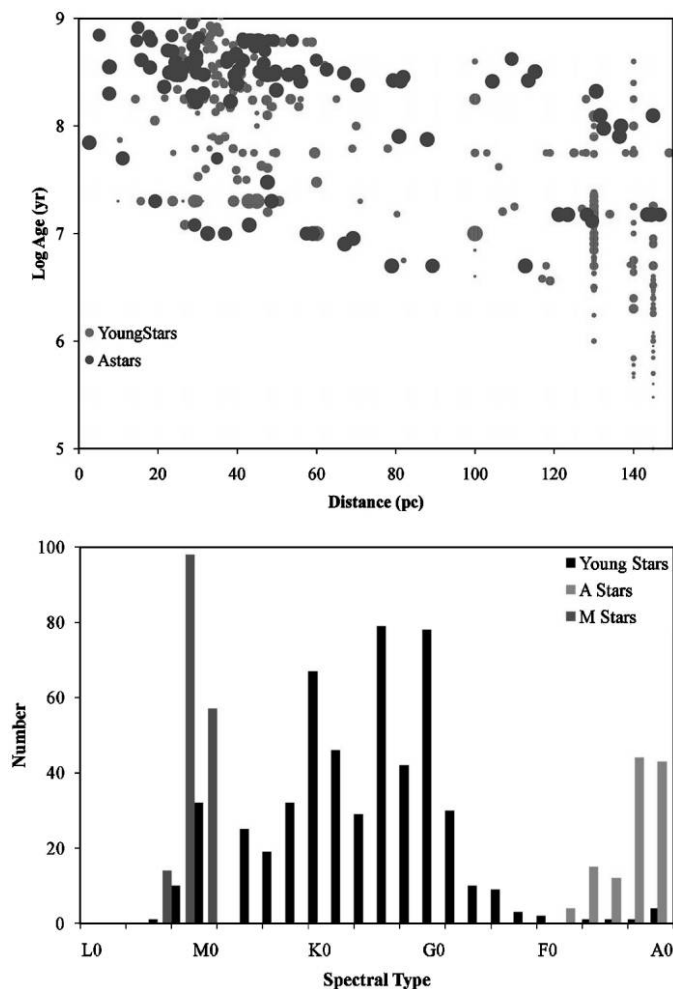 9
8
7
6
5
Log Age (yr)
YoungStars
Astars
0 20 40 60 80 100 120 140
Distance (pc)
100
80
60
40
20
0
Number
Young Stars
A Stars
M Stars
L0 M0 K0 G0 F0 A0
Spectral Type